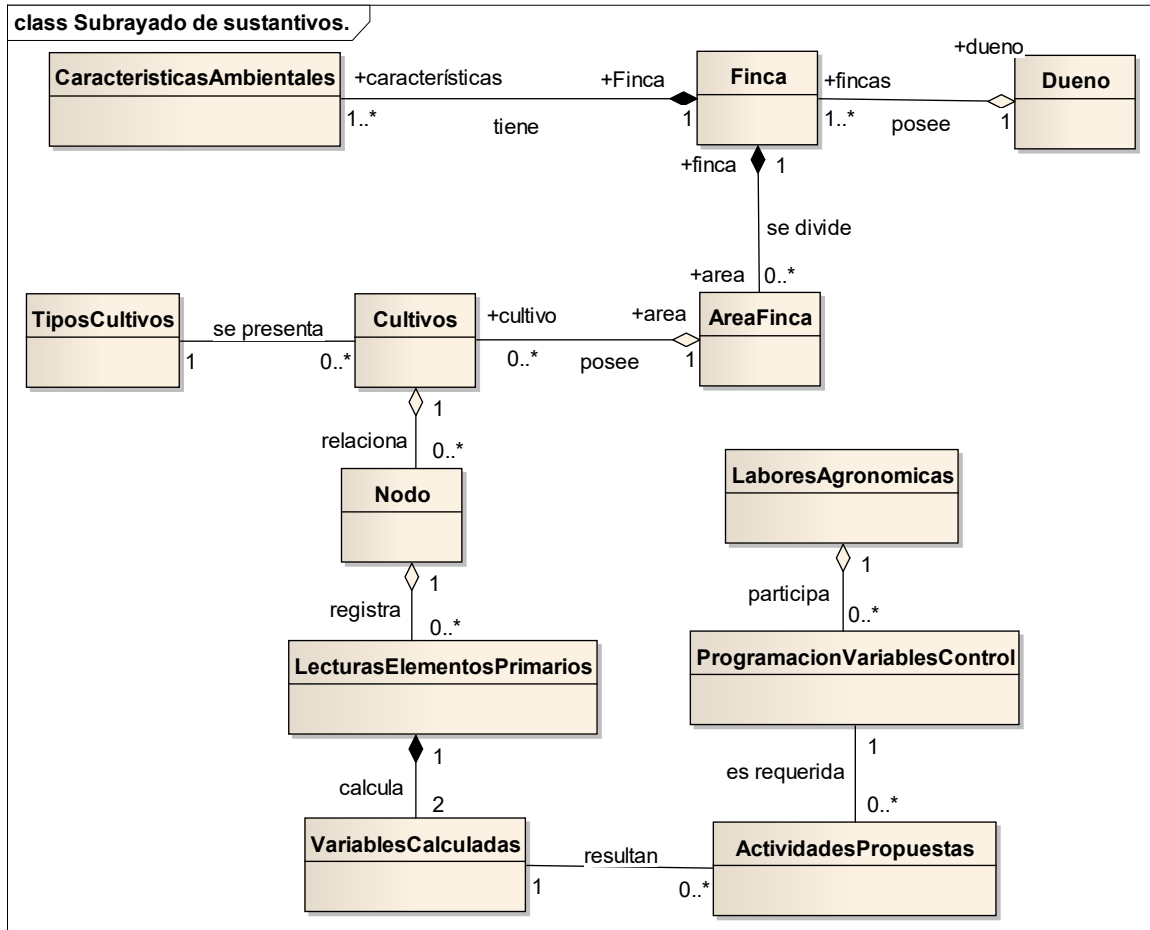 class Subrayado de sustantivos.
CaracteristicasAmbientales
+características
1..*
tiene
+Finca
1
Finca
+fincas
1..*
posee
+dueno
1
Dueno
+finca
1
se divide
+area
0..*
TiposCultivos
se presenta
1
0..*
Cultivos
+cultivo
0..*
posee
+area
1
AreaFinca
1
relaciona
0..*
Nodo
1
registra
0..*
LecturasElementosPrimarios
1
calcula
2
VariablesCalculadas
resultan
1
0..*
LaboresAgronomicas
1
participa
0..*
ProgramacionVariablesControl
1
es requerida
0..*
ActividadesPropuestas